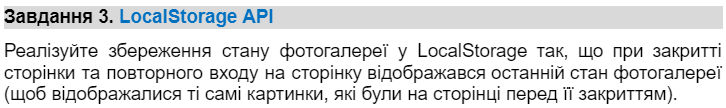 Завдання 3. LocalStorage API
Реалізуйте збереження стану фотогалереї у LocalStorage так, що при закритті
сторінки та повторного входу на сторінку відображався останній стан фотогалереї
(щоб відображалися ті самі картинки, які були на сторінці перед її закриттям).